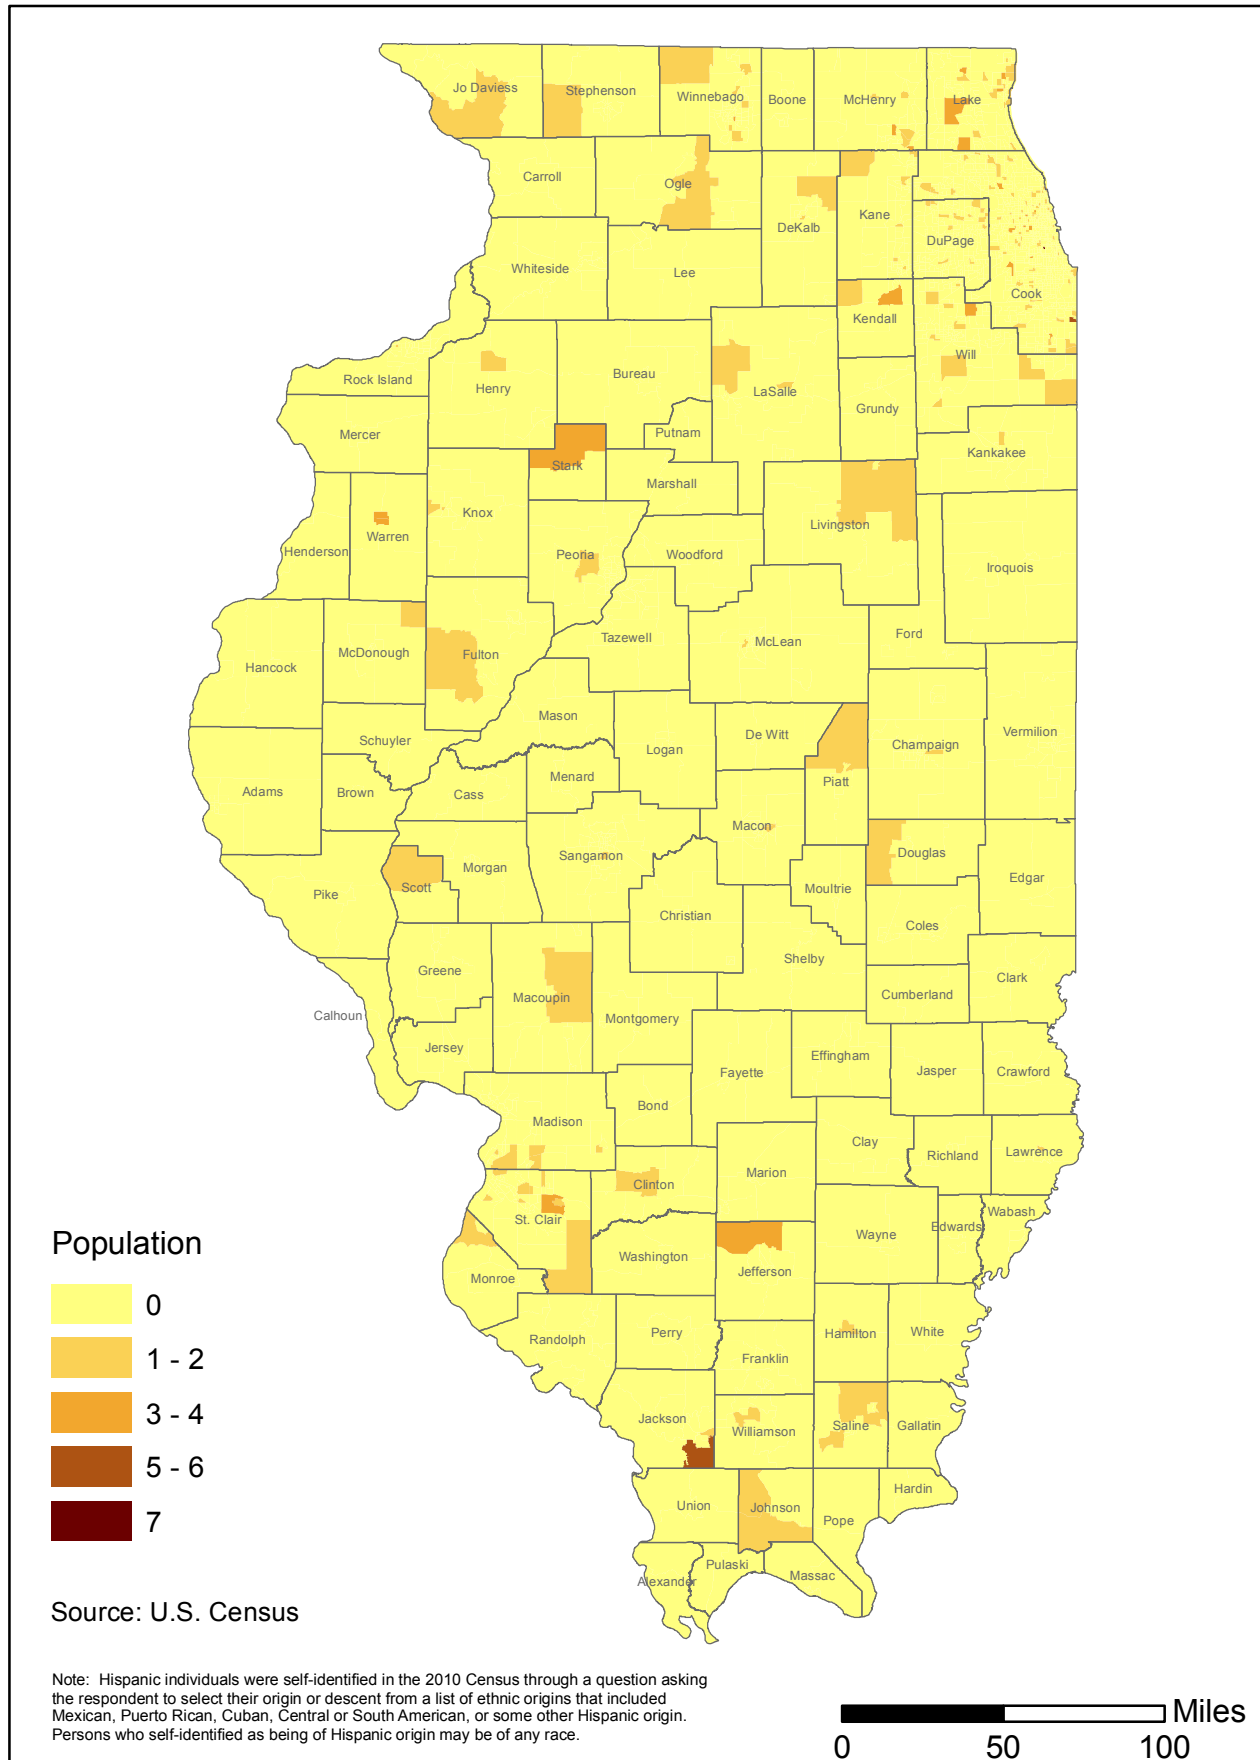 Jo Daviess
Stephenson
Winnebago
Boone
McHenry
Lake
Carroll
Ogle
DeKalb
Kane
DuPage
Cook
Whiteside
Lee
Kendall
Will
Rock Island
Henry
Bureau
LaSalle
Grundy
Mercer
Putnam
Kankakee
Stark
Marshall
Henderson
Warren
Knox
Peoria
Woodford
Livingston
Iroquois
Hancock
McDonough
Fulton
Tazewell
McLean
Ford
Mason
Schuyler
Logan
De Witt
Champaign
Vermilion
Adams
Brown
Cass
Menard
Macon
Piatt
Pike
Scott
Morgan
Sangamon
Christian
Moultrie
Douglas
Edgar
Coles
Shelby
Greene
Macoupin
Montgomery
Cumberland
Clark
Calhoun
Jersey
Fayette
Effingham
Jasper
Crawford
Madison
Bond
Clay
Richland
Lawrence
Clinton
Marion
St. Clair
Wayne
Edwards
Wabash
Washington
Jefferson
Monroe
Randolph
Perry
Hamilton
White
Franklin
Jackson
Williamson
Saline
Gallatin
Union
Johnson
Pope
Hardin
Alexander
Pulaski
Massac
Population
0
1 - 2
3 - 4
5 - 6
7
Source: U.S. Census
Note: Hispanic individuals were self-identified in the 2010 Census through a question asking
the respondent to select their origin or descent from a list of ethnic origins that included
Mexican, Puerto Rican, Cuban, Central or South American, or some other Hispanic origin.
Persons who self-identified as being of Hispanic origin may be of any race.
Miles
0 50 100